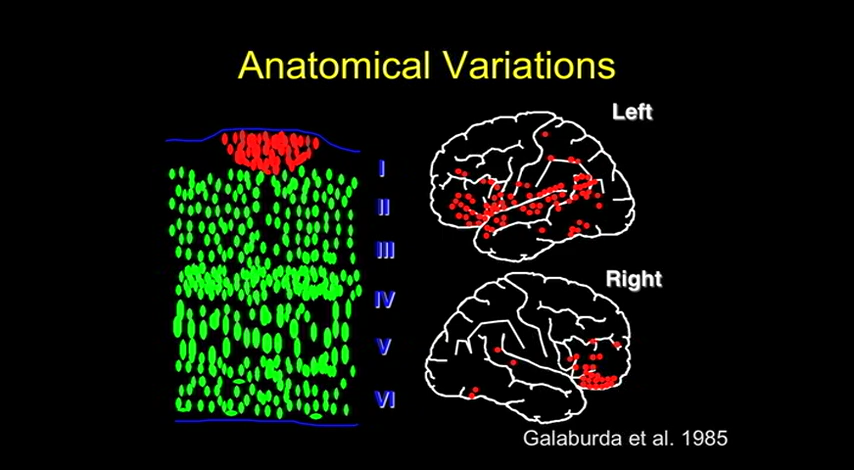 Anatomical Variations
Left
I
II
III
IV
V
VI
Right
Galaburda et al. 1985